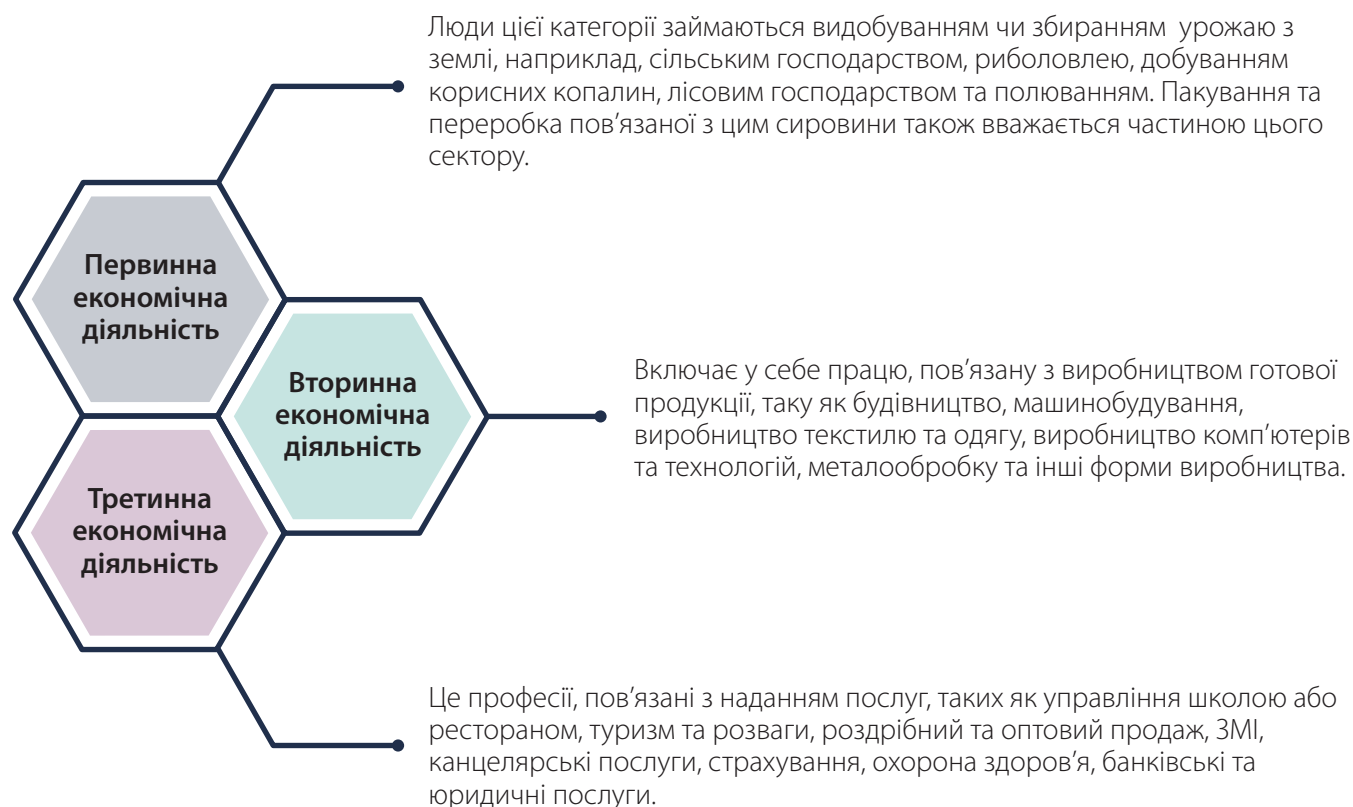 Люди цієї категорії займаються видобуванням чи збиранням урожаю з
землі, наприклад, сільським господарством, риболовлею, добуванням
корисних копалин, лісовим господарством та полюванням. Пакування та
переробка пов’язаної з цим сировини також вважається частиною цього
сектору.
Первинна
економічна
діяльність
Вторинна
економічна
діяльність
Включає у себе працю, пов’язану з виробництвом готової
продукції, таку як будівництво, машинобудування,
виробництво текстилю та одягу, виробництво комп’ютерів
та технологій, металообробку та інші форми виробництва.
Третинна
економічна
діяльність
Це професії, пов’язані з наданням послуг, таких як управління школою або
рестораном, туризм та розваги, роздрібний та оптовий продаж, ЗМІ,
канцелярські послуги, страхування, охорона здоров’я, банківські та
юридичні послуги.